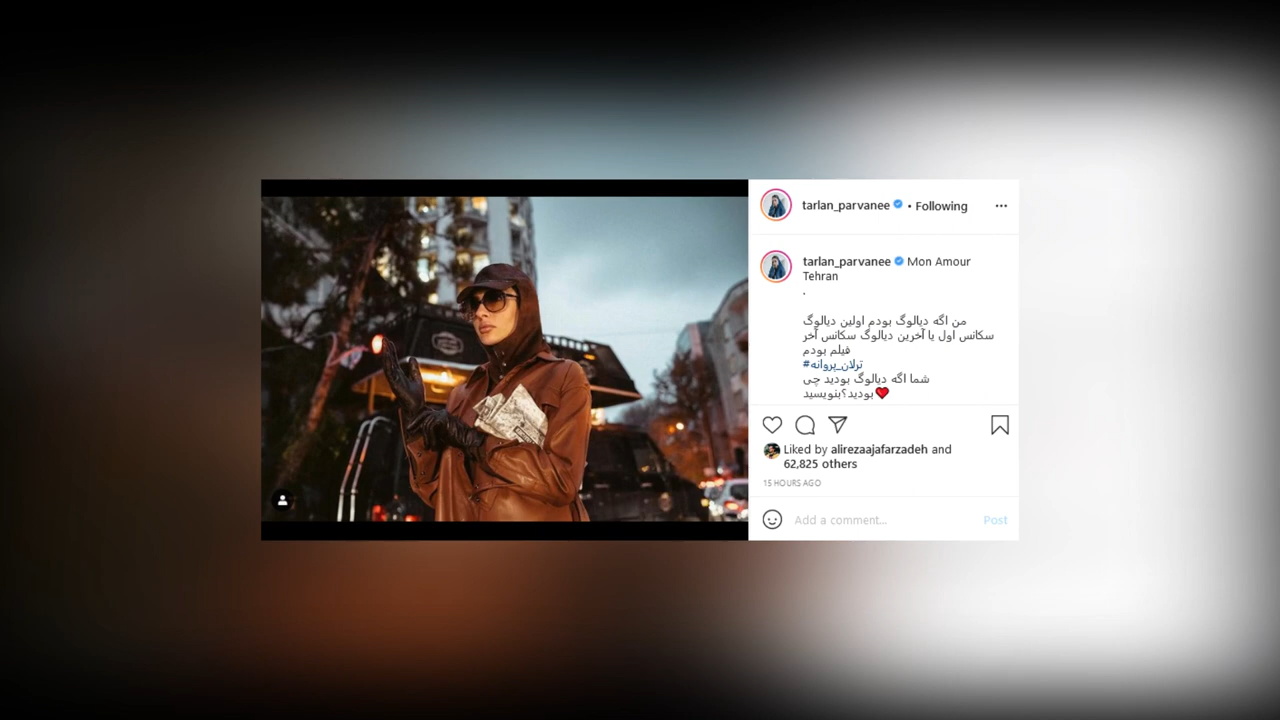 tarlan_parvanee • Following
tarlan_parvanee Mon Amour
Tehran
.
من اگه دیالوگ بودم اولین دیالوگ
سکانس اول یا آخرین دیالوگ سکانس آخر
فیلم بودم
#ترلان_پروانه
شما اگه دیالوگ بودید چی
بودید؟بنویسید❤️
Liked by alirezaajafarzadeh and
62,825 others
15 HOURS AGO
Add a comment...
Post